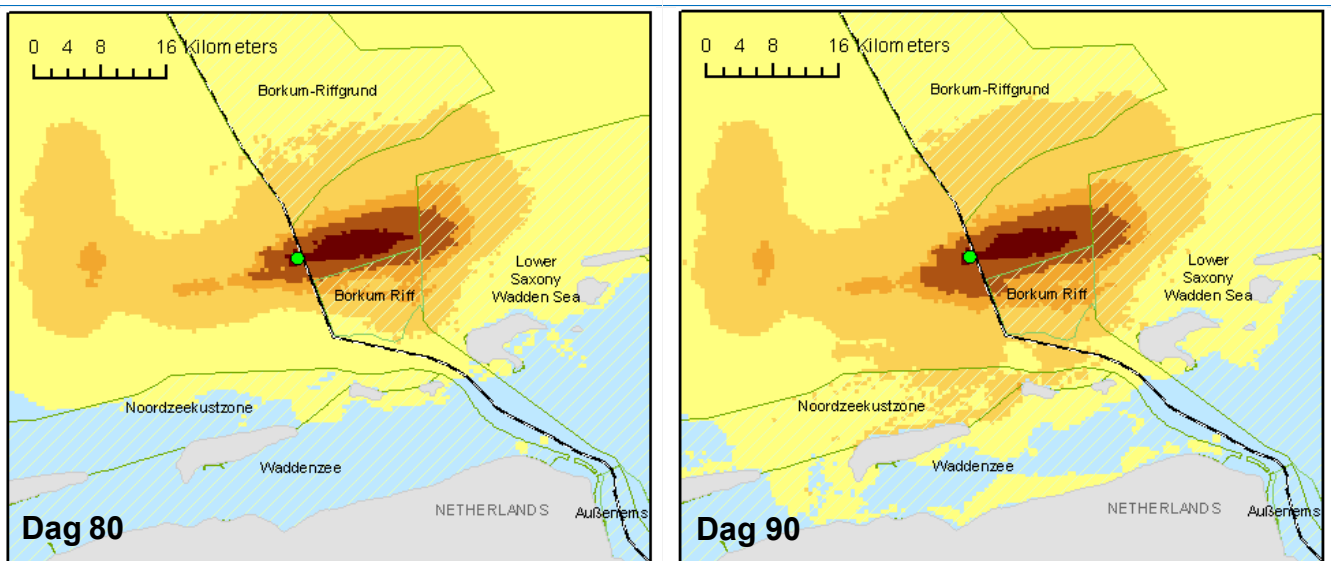 0 4 8 16 Kilometers
Borkum-Riffgrund
Lower
Saxony
Wadden Sea
Borkum Riff
Noordzeekustzone
Waddenzee
NETHERLANDS
Außenems
Dag 80
0 4 8 16 Kilometers
Borkum-Riffgrund
Lower
Saxony
Wadden Sea
Borkum Riff
Noordzeekustzone
Waddenzee
NETHERLANDS
Außenems
Dag 90